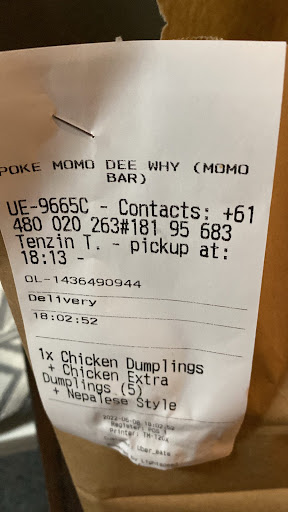 POKE MOMO DEE WHY (MOMO
BAR)
UE-9665C - Contacts: +61
480 020 263#181 95 683
Tenzin T. - pickup at:
18:13 -
OL-1436490944
Delivery
18:02:52
1x Chicken Dumplings
+ Chicken Extra
Dumplings (5)
+ Nepalese Style